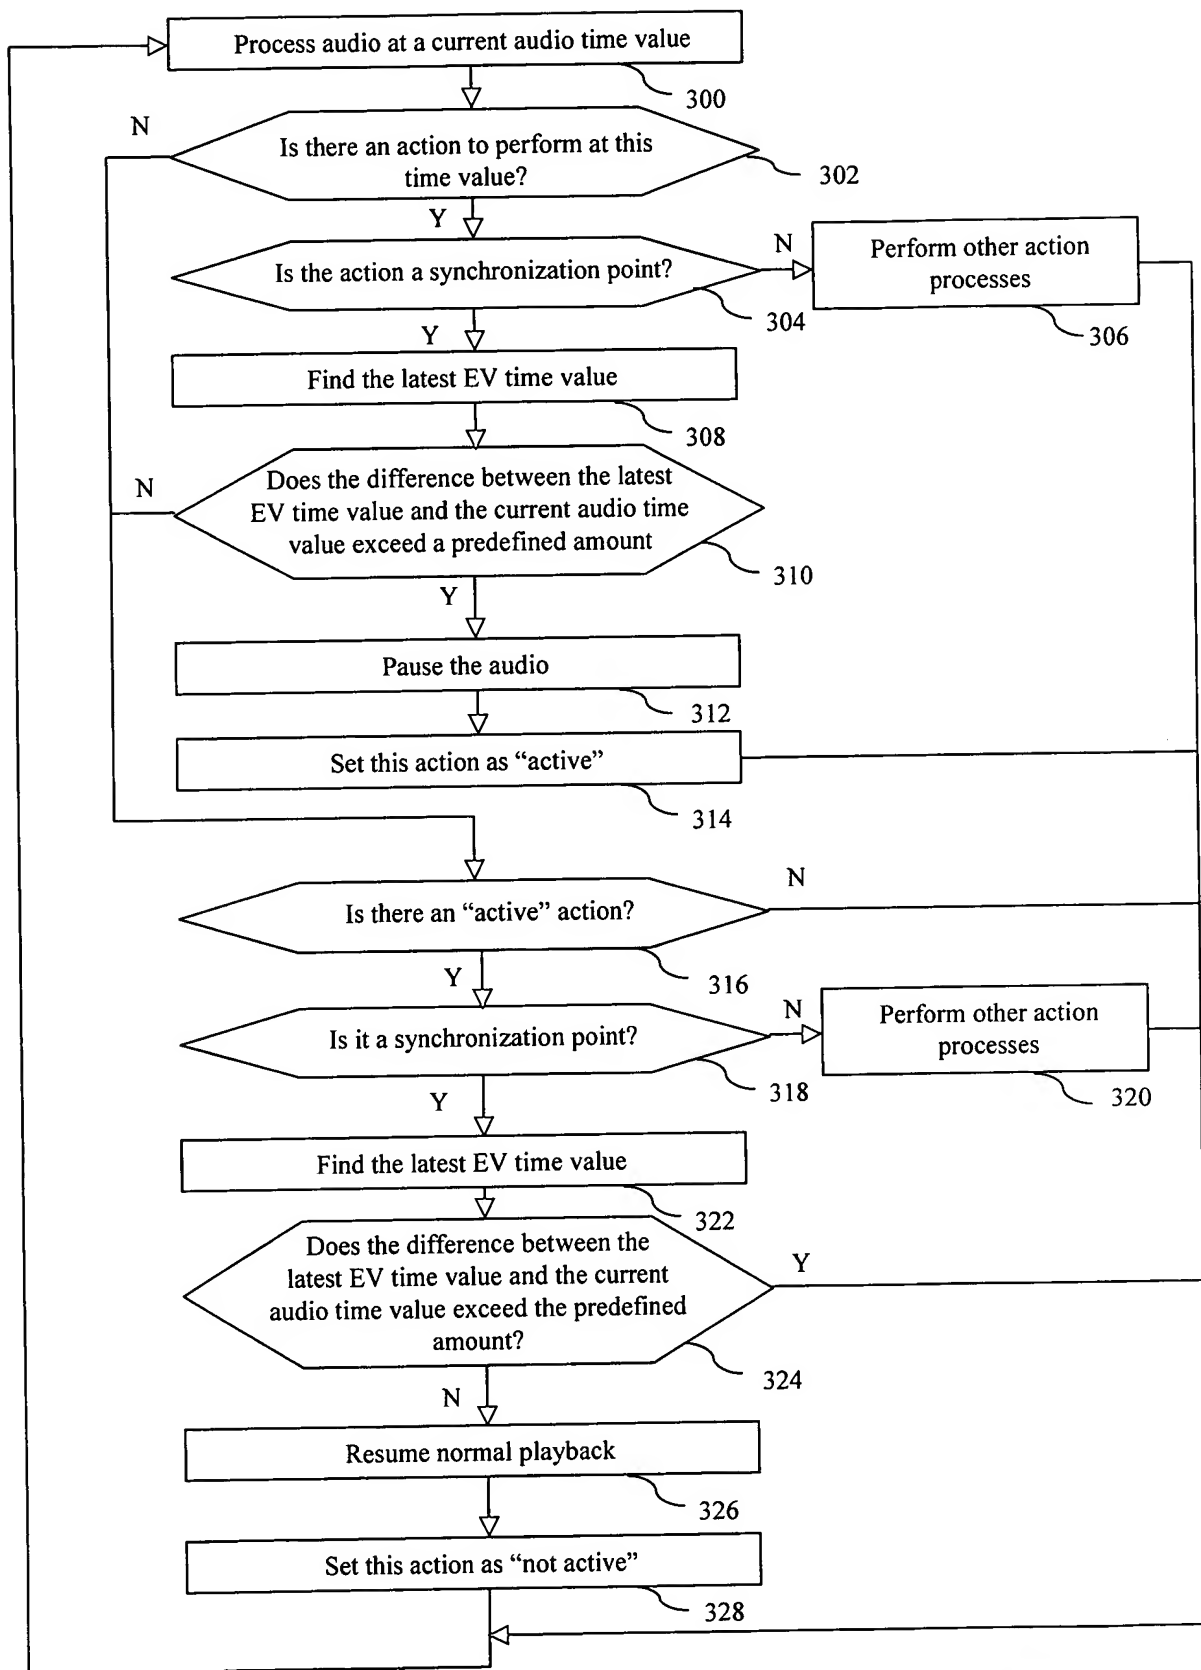 Process audio at a current audio time value
300
N
Is there an action to perform at this
time value?
302
Y
Is the action a synchronization point?
304
N
Perform other action
processes
306
Y
Find the latest EV time value
308
N
Does the difference between the latest
EV time value and the current audio time
value exceed a predefined amount
310
Y
Pause the audio
312
Set this action as “active”
314
Is there an “active” action?
N
316
Y
Is it a synchronization point?
318
N
Perform other action
processes
320
Y
Find the latest EV time value
322
Does the difference between the
latest EV time value and the current
audio time value exceed the predefined
amount?
Y
324
N
Resume normal playback
326
Set this action as “not active”
328